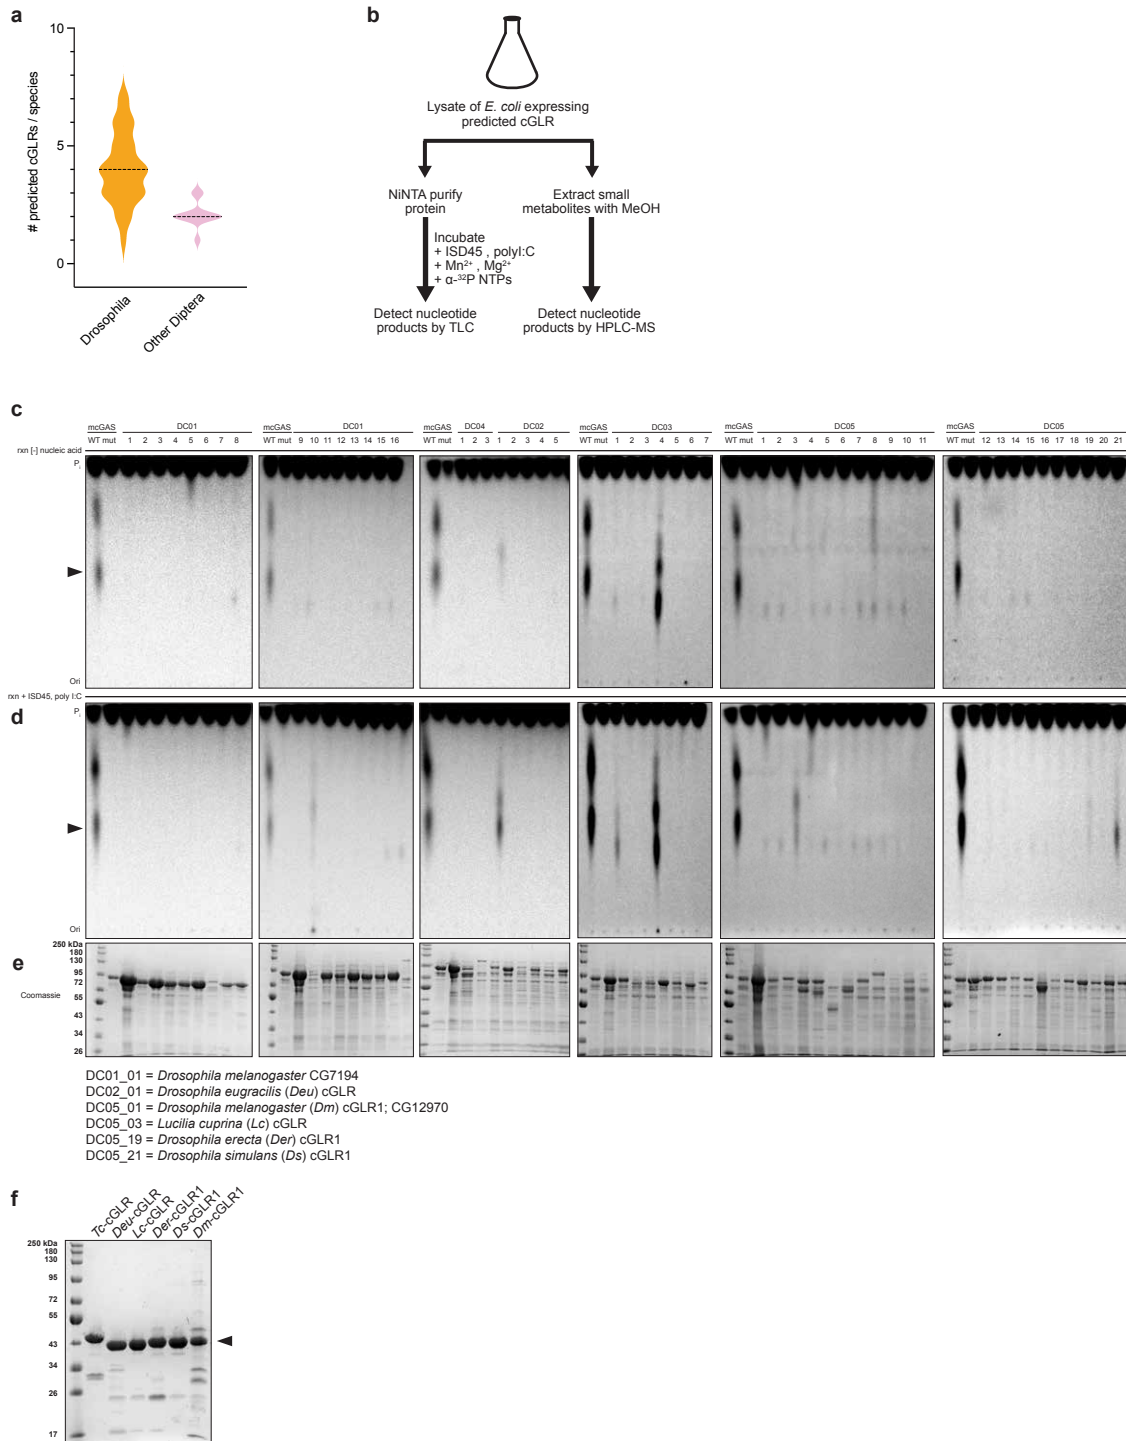 a
10
5
0
# predicted cGLRs / species
Drosophila
Other Diptera
b
Lysate of E. coli expressing
predicted cGLR
NiNTA purify
protein
Extract small
metabolites with MeOH
Incubate
+ ISD45 , polyI:C
+ Mn²⁺ , Mg²⁺
+ α-³²P NTPs
Detect nucleotide
products by TLC
Detect nucleotide
products by HPLC-MS
c
mcGAS DC01 mcGAS DC01 mcGAS DC04 DC02 mcGAS DC03 mcGAS DC05 mcGAS DC05
WT mut 1 2 3 4 5 6 7 8 WT mut 9 10 11 12 13 14 15 16 WT mut 1 2 3 1 2 3 4 5 WT mut 1 2 3 4 5 6 7 WT mut 1 2 3 4 5 6 7 8 9 10 11 WT mut 12 13 14 15 16 17 18 19 20 21
rxn [-] nucleic acid
Pi
Ori
rxn + ISD45, poly I:C
d
Pi
Ori
e
250 kDa
180
130
95
72
55
43
34
26
Coomassie
DC01_01 = Drosophila melanogaster CG7194
DC02_01 = Drosophila eugracilis (Deu) cGLR
DC05_01 = Drosophila melanogaster (Dm) cGLR1; CG12970
DC05_03 = Lucilia cuprina (Lc) cGLR
DC05_19 = Drosophila erecta (Der) cGLR1
DC05_21 = Drosophila simulans (Ds) cGLR1
f
Tc-cGLR
Deu-cGLR
Lc-cGLR
Der-cGLR1
Ds-cGLR1
Dm-cGLR1
250 kDa
180
130
95
72
55
43
34
26
17